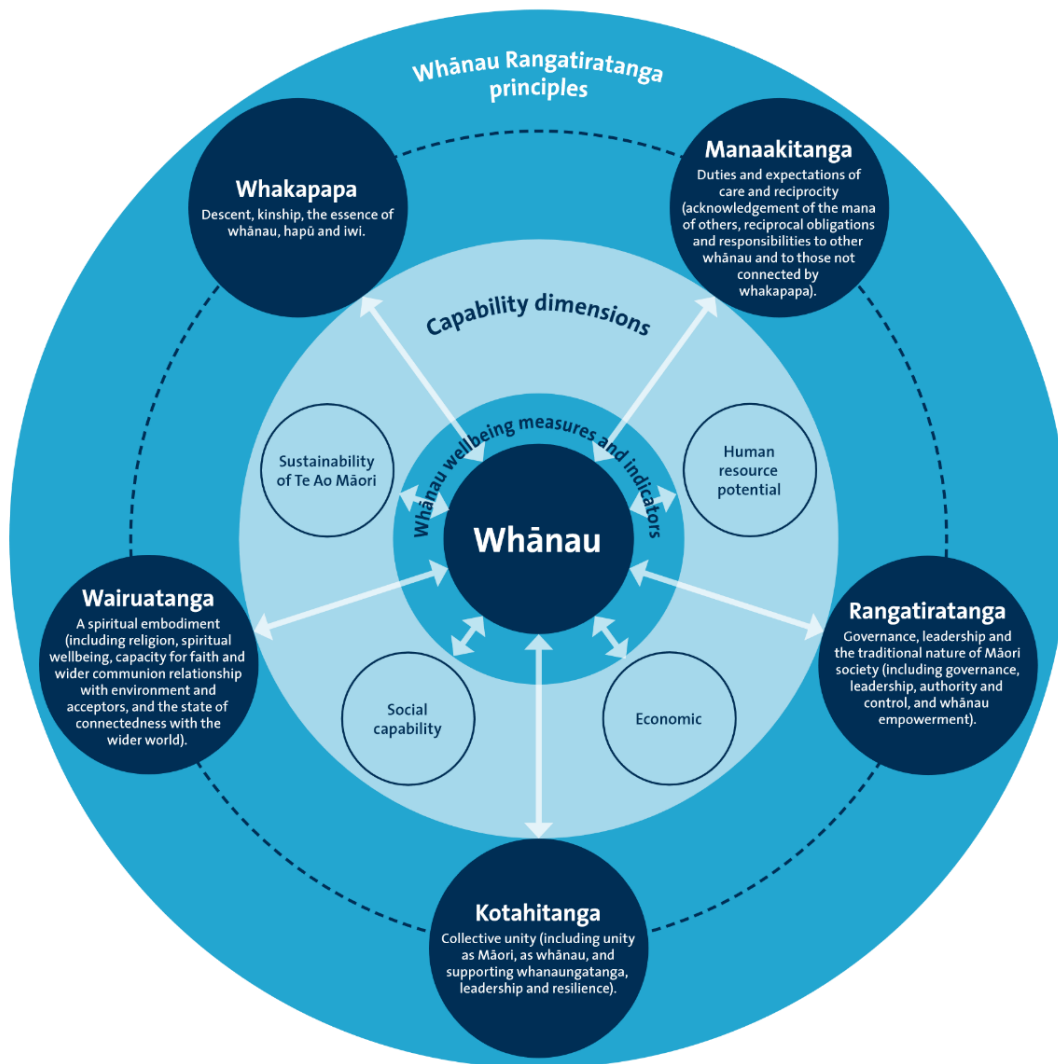 Whānau Rangatiratanga
principles
Whakapapa
Descent, kinship, the essence of
whānau, hapū and iwi.
Manaakitanga
Duties and expectations of
care and reciprocity
(acknowledgement of the mana
of others, reciprocal obligations
and responsibilities to other
whānau and to those not
connected by
whakapapa).
Capability dimensions
Whānau wellbeing measures and indicators
Sustainability
of Te Ao Māori
Human
resource
potential
Whānau
Wairuatanga
A spiritual embodiment
(including religion, spiritual
wellbeing, capacity for faith and
wider communion relationship
with environment and
acceptors, and the state of
connectedness with the
wider world).
Rangatiratanga
Governance, leadership and
the traditional nature of Māori
society (including governance,
leadership, authority and
control, and whānau
empowerment).
Social
capability
Economic
Kotahitanga
Collective unity (including unity
as Māori, as whānau, and
supporting whanaungatanga,
leadership and resilience).